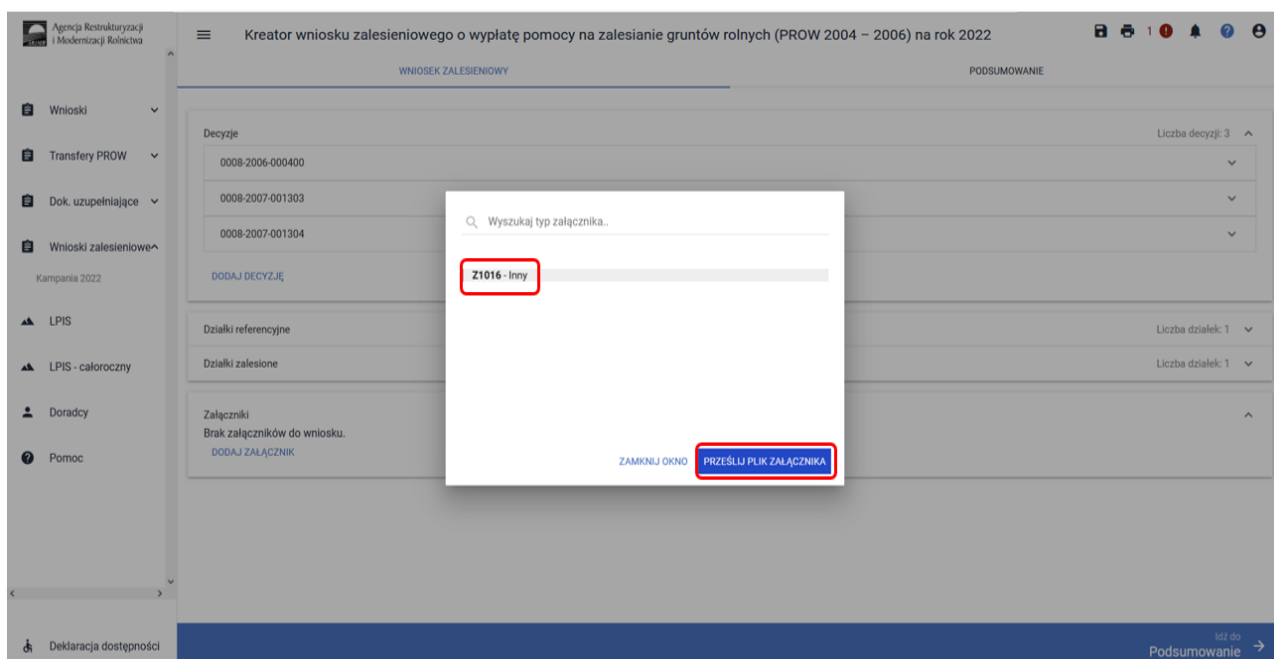 Agencja Restrukturyzacji
i Modernizacji Rolnictwa
Kreator wniosku zalesieniowego o wypłatę pomocy na zalesianie gruntów rolnych (PROW 2004 – 2006) na rok 2022
1
WNIOSEK ZALESIENIOWY
PODSUMOWANIE
Wnioski
Transfery PROW
Dok. uzupełniające
Wnioski zalesieniowe
Kampania 2022
LPIS
LPIS - całoroczny
Doradcy
Pomoc
Deklaracja dostępności
Decyzje
Liczba decyzji: 3
0008-2006-000400
0008-2007-001303
0008-2007-001304
DODAJ DECYZJĘ
Działki referencyjne
Liczba działek: 1
Działki zalesione
Liczba działek: 1
Załączniki
Brak załączników do wniosku.
DODAJ ZAŁĄCZNIK
Wyszukaj typ załącznika..
Z1016 - Inny
ZAMKNIJ OKNO
PRZEŚLIJ PLIK ZAŁĄCZNIKA
Idź do
Podsumowanie